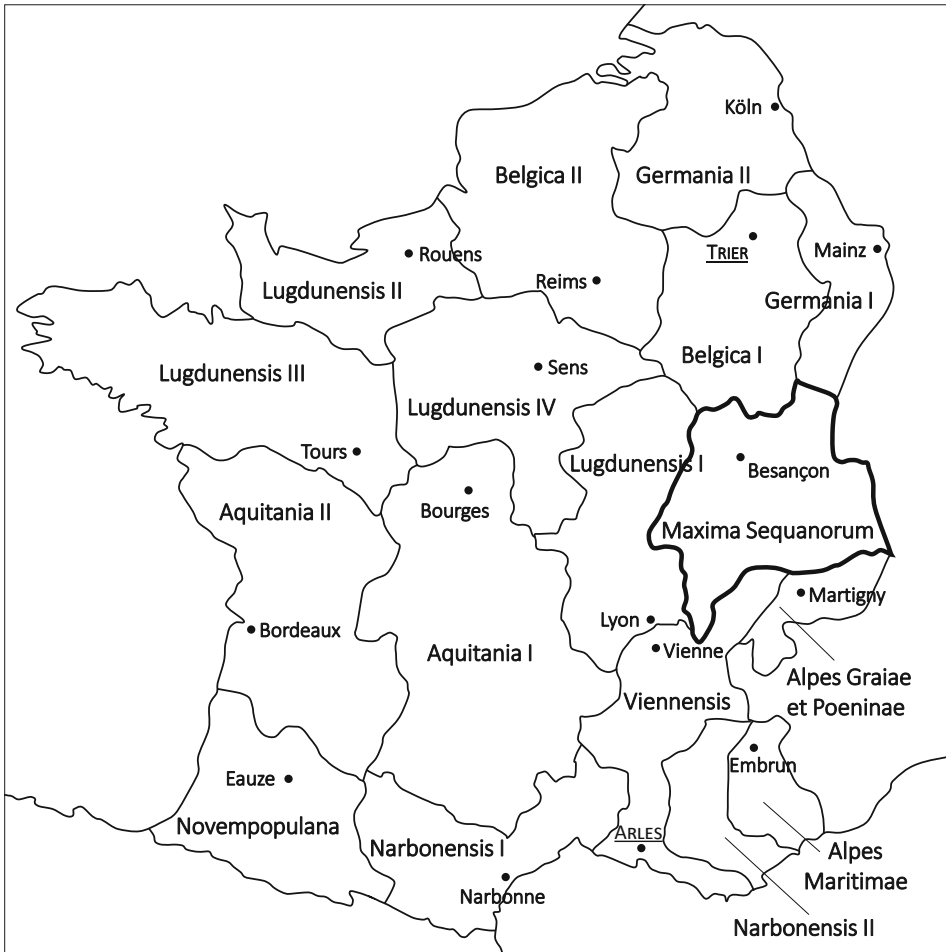 Köln
Belgica II
Germania II
Rouens
TRIER
Mainz
Lugdunensis II
Reims
Germania I
Lugdunensis III
Sens
Belgica I
Lugdunensis IV
Tours
Lugdunensis I
Besançon
Aquitania II
Bourges
Maxima Sequanorum
Martigny
Bordeaux
Lyon
Aquitania I
Vienne
Alpes Graiae
et Poeninae
Viennensis
Eauze
Embrun
Novempopulana
Narbonensis I
ARLES
Alpes
Maritimae
Narbonne
Narbonensis II